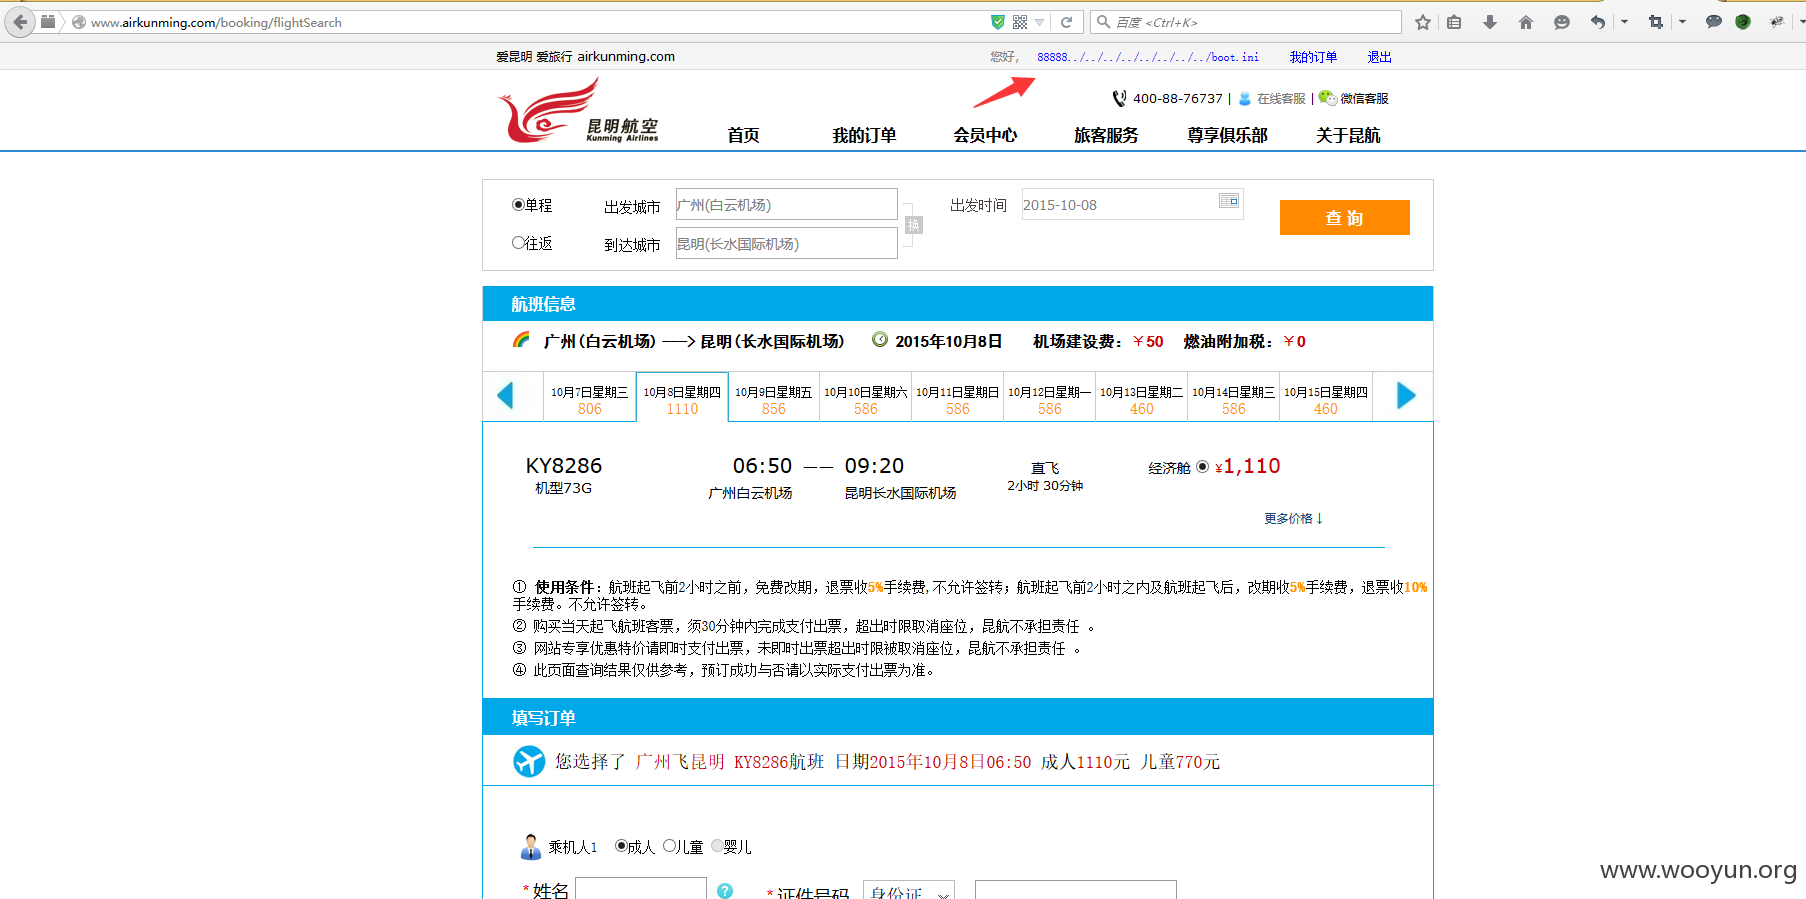 www.airkunming.com/booking/flightSearch
百度 <Ctrl+K>
爱昆明 爱旅行 airkunming.com
您好，
88888../../../../../../../../boot.ini
我的订单
退出
400-88-76737 | 在线客服 | 微信客服
昆明航空
Kunming Airlines
首页 我的订单 会员中心 旅客服务 尊享俱乐部 关于昆航
单程 出发城市 广州(白云机场) 出发时间 2015-10-08
换
查 询
往返 到达城市 昆明(长水国际机场)
航班信息
广州(白云机场) ——> 昆明(长水国际机场) 2015年10月8日 机场建设费：￥50 燃油附加税：￥0
10月7日星期三 10月8日星期四 10月9日星期五 10月10日星期六 10月11日星期日 10月12日星期一 10月13日星期二 10月14日星期三 10月15日星期四
806 1110 856 586 586 586 460 586 460
KY8286 06:50 —— 09:20 直飞 经济舱 ¥1,110
机型73G 广州白云机场 昆明长水国际机场 2小时 30分钟
更多价格↓
① 使用条件：航班起飞前2小时之前，免费改期，退票收5%手续费,不允许签转；航班起飞前2小时之内及航班起飞后，改期收5%手续费，退票收10%
手续费。不允许签转。
② 购买当天起飞航班客票，须30分钟内完成支付出票，超出时限取消座位，昆航不承担责任 。
③ 网站专享优惠特价请即时支付出票，未即时出票超出时限被取消座位，昆航不承担责任 。
④ 此页面查询结果仅供参考，预订成功与否请以实际支付出票为准。
填写订单
您选择了 广州飞昆明 KY8286航班 日期2015年10月8日06:50 成人1110元 儿童770元
乘机人1 成人 儿童 婴儿
*姓名 ? *证件号码 身份证
www.wooyun.org